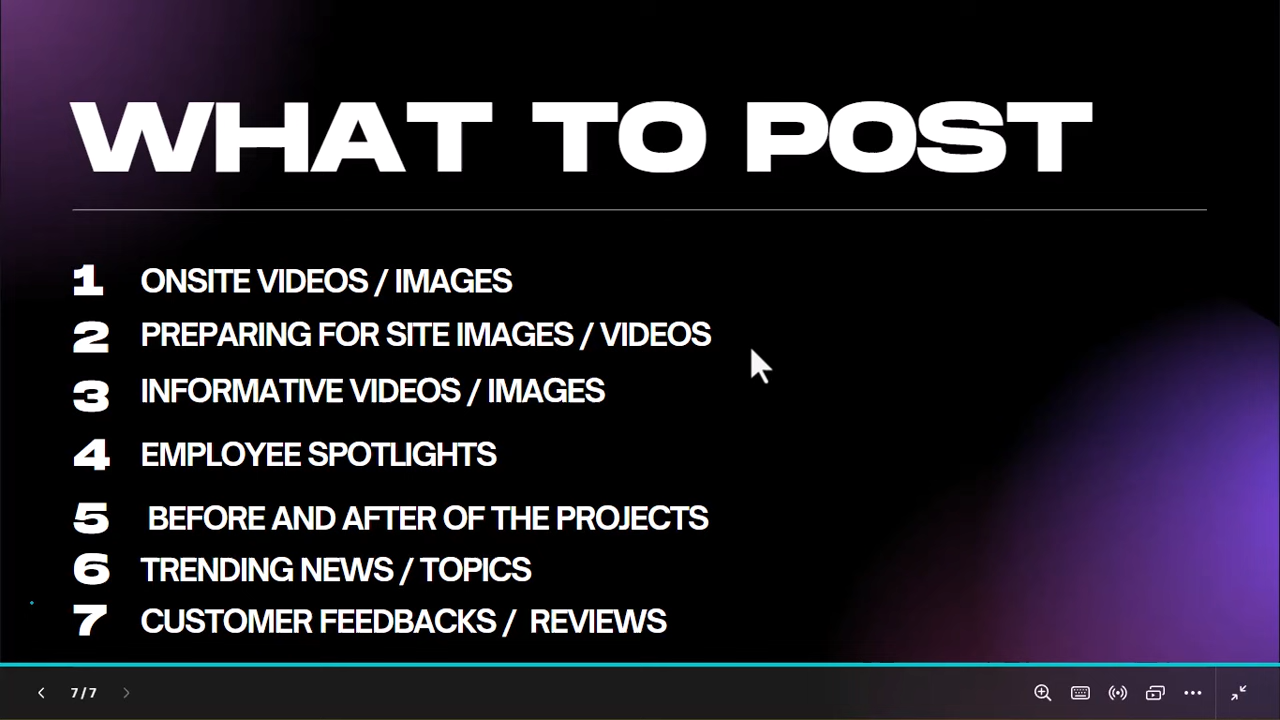 WHAT TO POST
1 ONSITE VIDEOS / IMAGES
2 PREPARING FOR SITE IMAGES / VIDEOS
3 INFORMATIVE VIDEOS / IMAGES
4 EMPLOYEE SPOTLIGHTS
5 BEFORE AND AFTER OF THE PROJECTS
6 TRENDING NEWS / TOPICS
7 CUSTOMER FEEDBACKS / REVIEWS
7 / 7